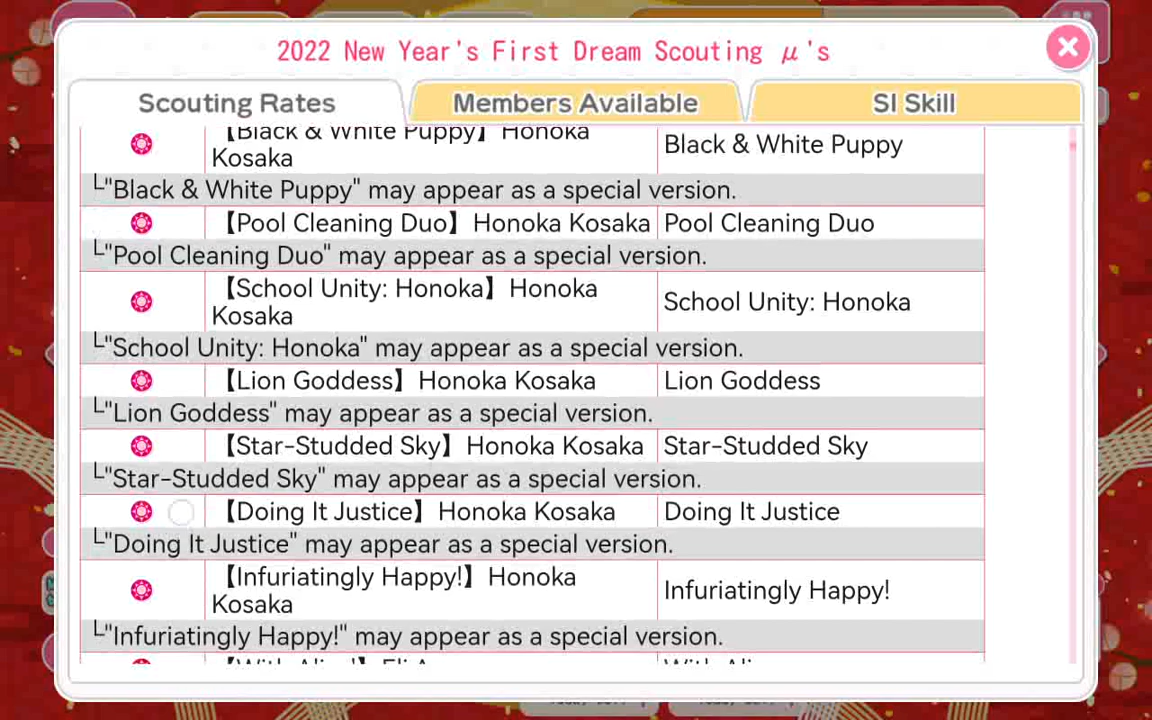 2022 New Year's First Dream Scouting μ's
Scouting Rates
Members Available
SI Skill
【Black & White Puppy】Honoka
Kosaka
Black & White Puppy
└"Black & White Puppy" may appear as a special version.
【Pool Cleaning Duo】Honoka Kosaka
Pool Cleaning Duo
└"Pool Cleaning Duo" may appear as a special version.
【School Unity: Honoka】Honoka
Kosaka
School Unity: Honoka
└"School Unity: Honoka" may appear as a special version.
【Lion Goddess】Honoka Kosaka
Lion Goddess
└"Lion Goddess" may appear as a special version.
【Star-Studded Sky】Honoka Kosaka
Star-Studded Sky
└"Star-Studded Sky" may appear as a special version.
【Doing It Justice】Honoka Kosaka
Doing It Justice
└"Doing It Justice" may appear as a special version.
【Infuriatingly Happy!】Honoka
Kosaka
Infuriatingly Happy!
└"Infuriatingly Happy!" may appear as a special version.